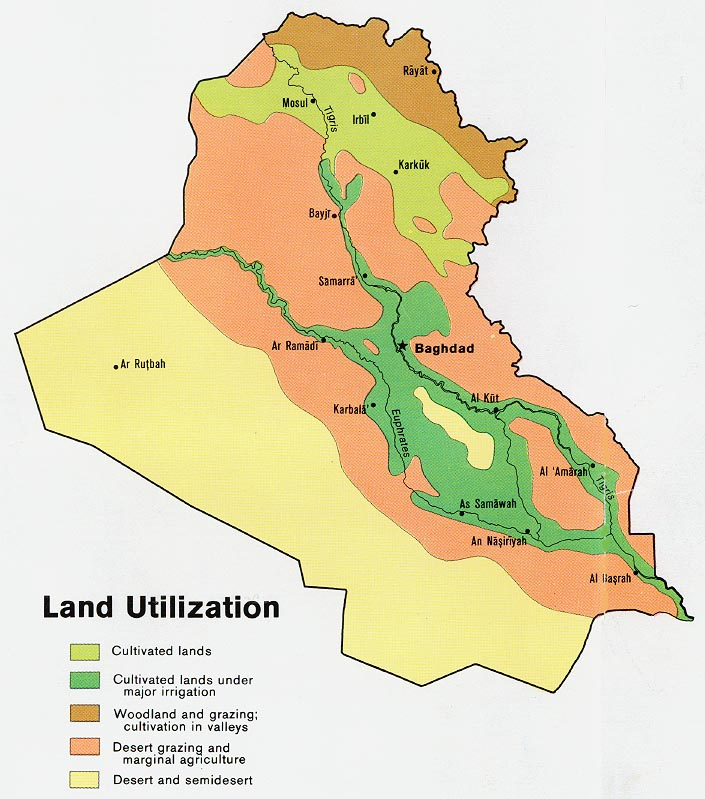 Rāyāt
Mosul
Tigris
Irbīl
Karkūk
Bayjī
Sāmarrā'
Ar Ramādī
Baghdad
Ar Ruṭbah
Al Kūt
Karbalā'
Euphrates
Al 'Amārah
Tigris
As Samāwah
An Nāşirīyah
Al Başrah
Land Utilization
Cultivated lands
Cultivated lands under
major irrigation
Woodland and grazing;
cultivation in valleys
Desert grazing and
marginal agriculture
Desert and semidesert